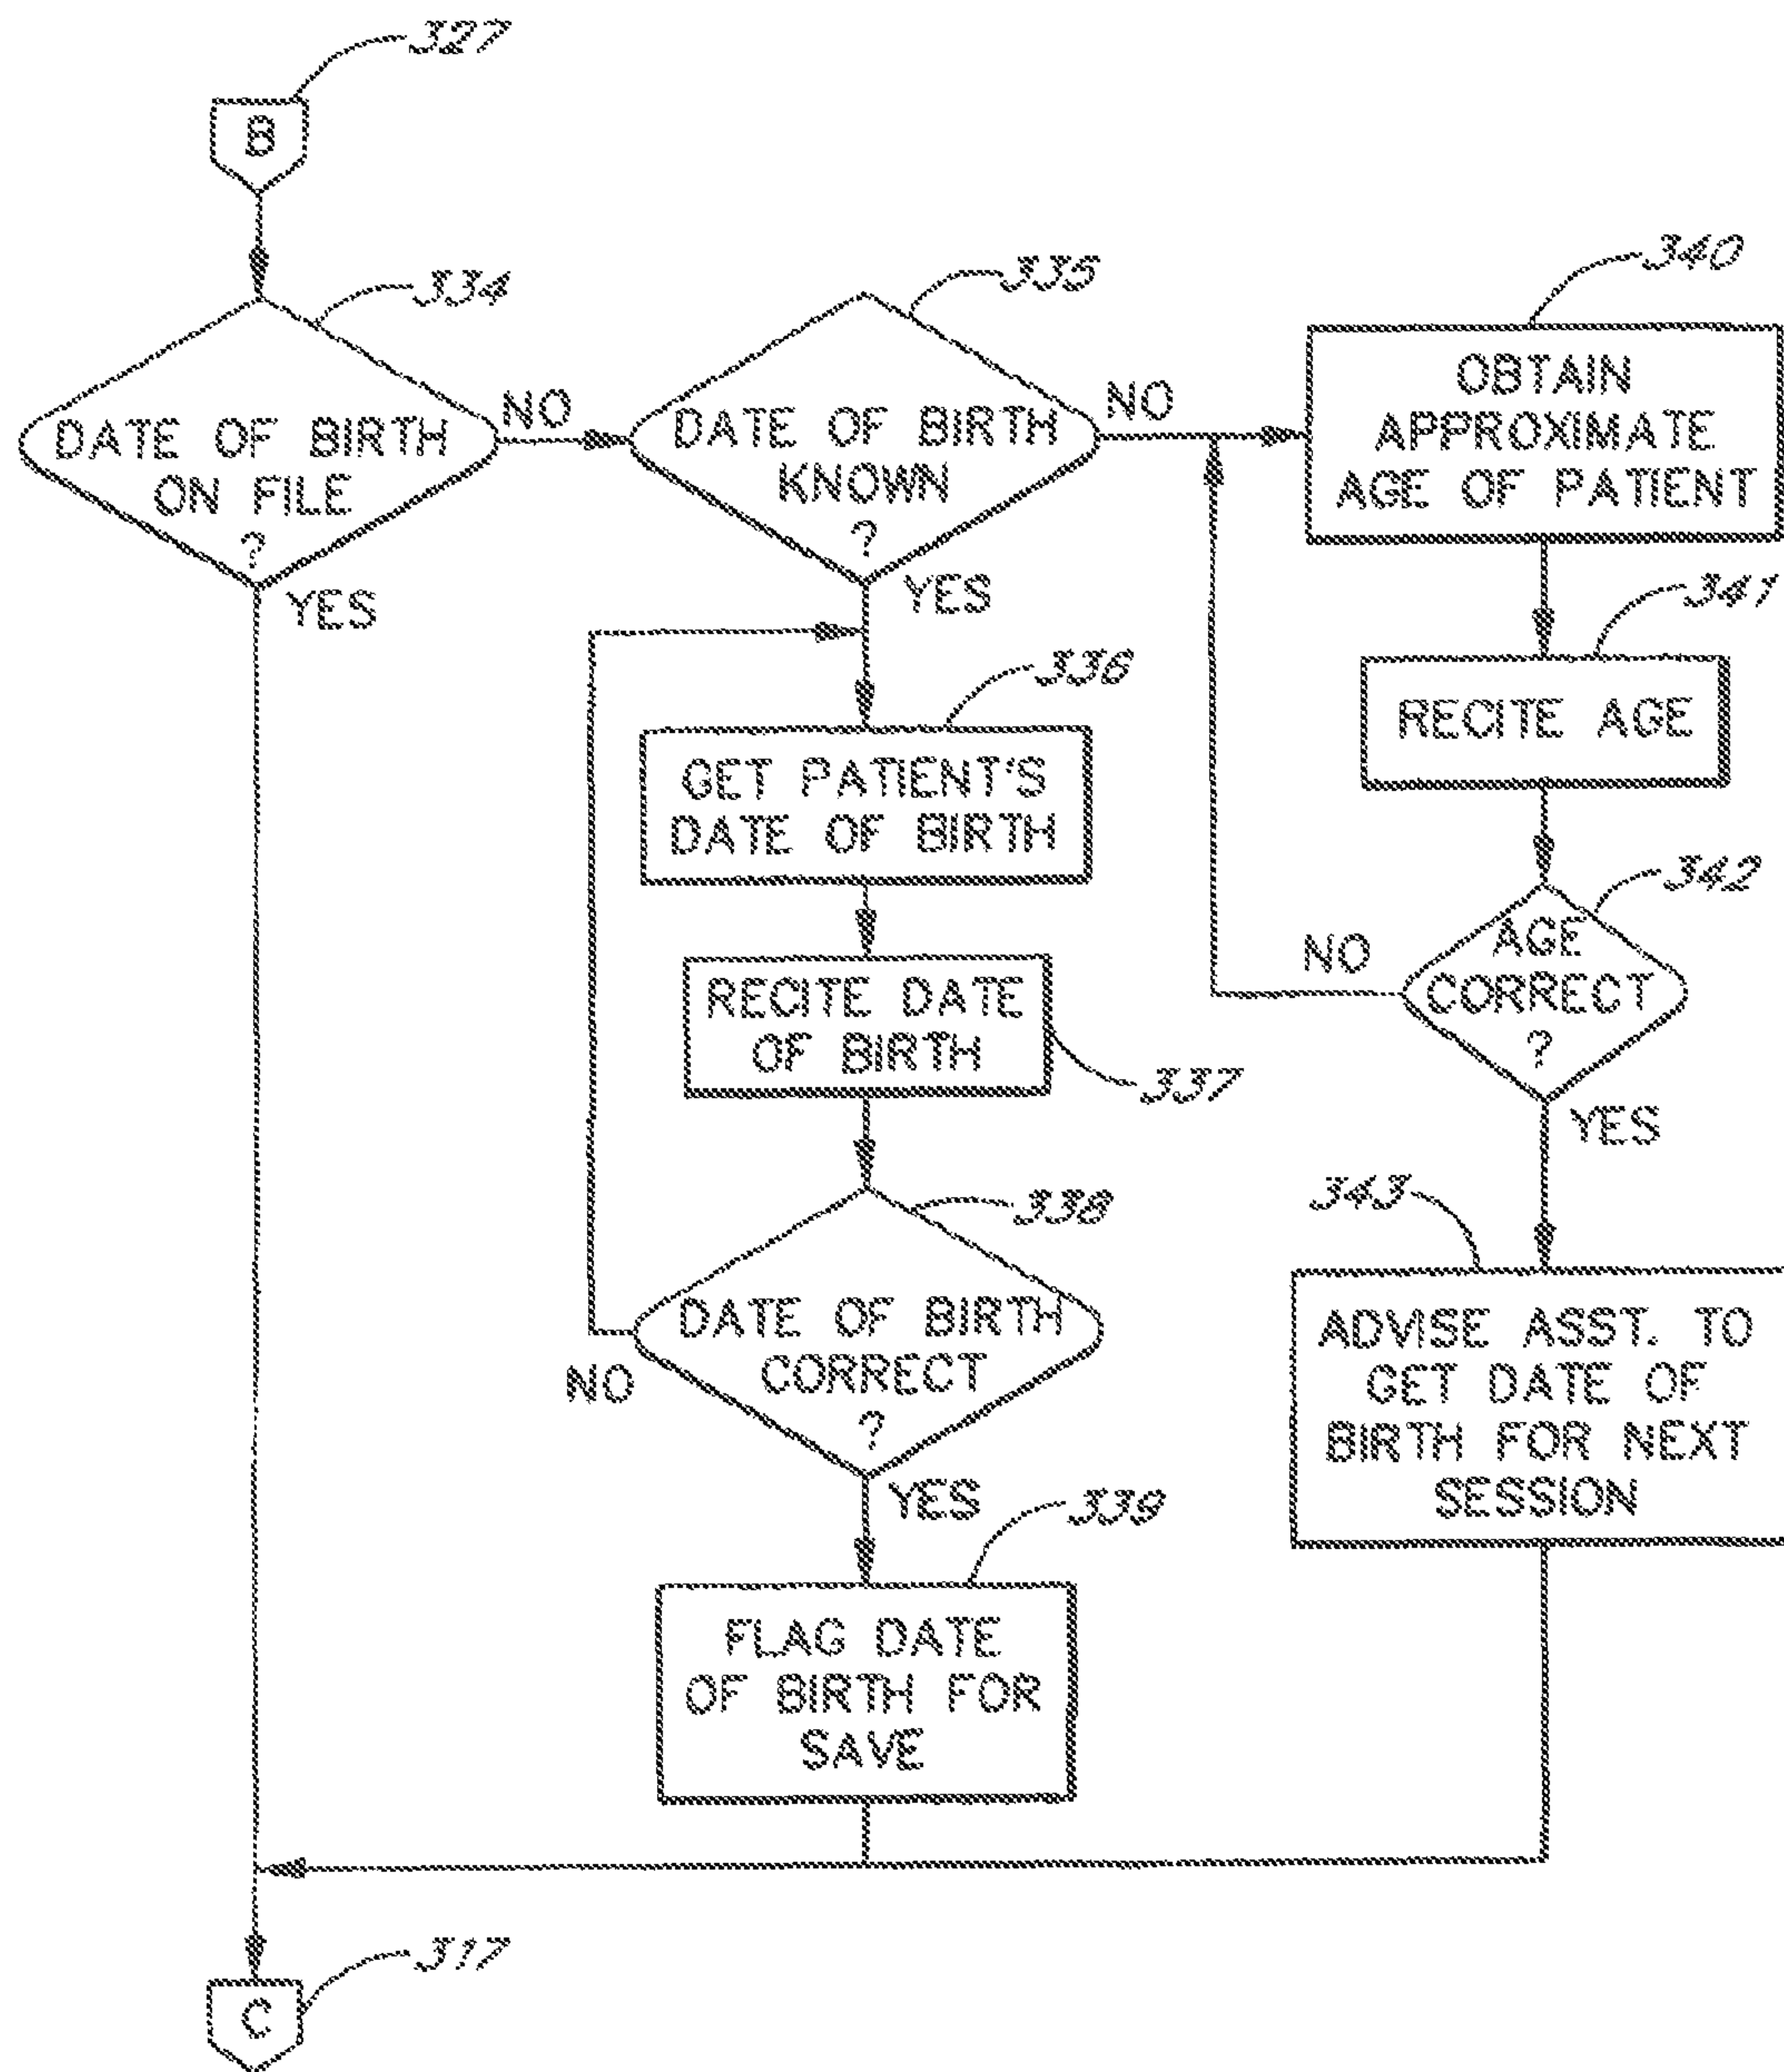 327
B
334
DATE OF BIRTH
ON FILE
?
NO
YES
335
DATE OF BIRTH
KNOWN
?
NO
YES
336
GET PATIENT'S
DATE OF BIRTH
RECITE DATE
OF BIRTH
337
338
DATE OF BIRTH
CORRECT
?
NO
YES
339
FLAG DATE
OF BIRTH FOR
SAVE
340
OBTAIN
APPROXIMATE
AGE OF PATIENT
341
RECITE AGE
342
AGE
CORRECT
?
NO
YES
343
ADVISE ASST. TO
GET DATE OF
BIRTH FOR NEXT
SESSION
C
317